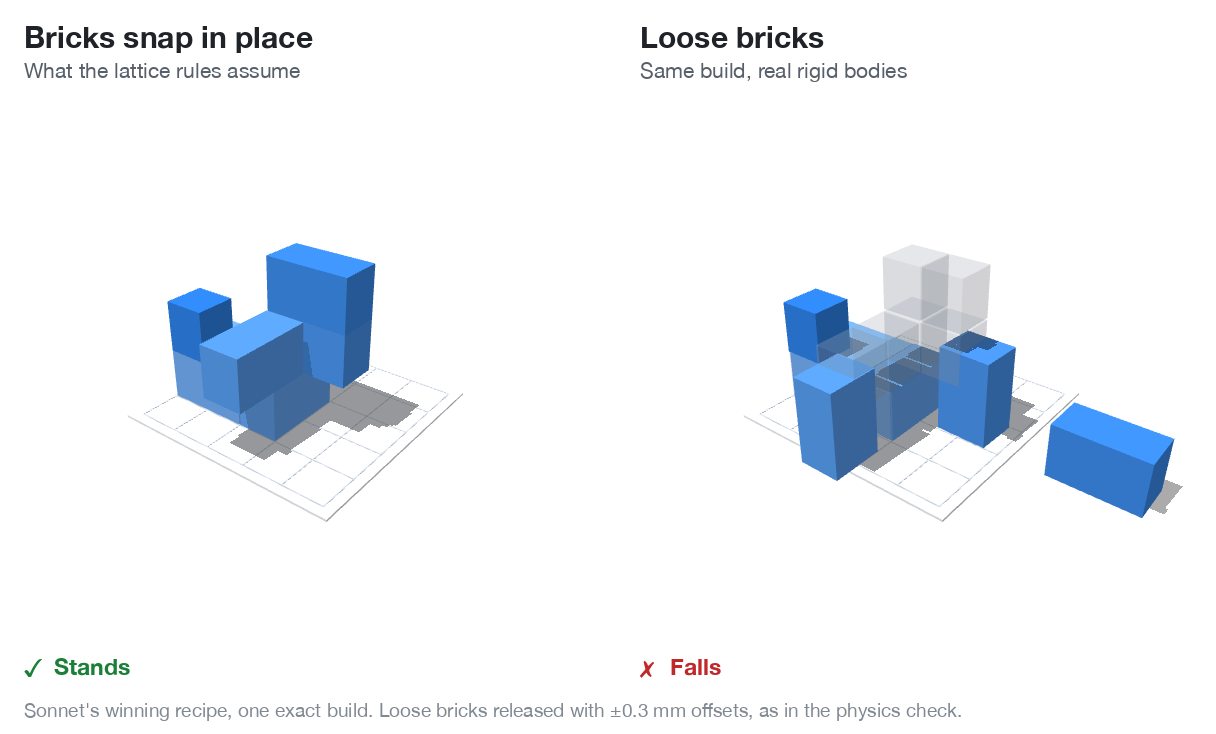 Bricks snap in place
What the lattice rules assume
Loose bricks
Same build, real rigid bodies
✓ Stands
✗ Falls
Sonnet's winning recipe, one exact build. Loose bricks released with ±0.3 mm offsets, as in the physics check.